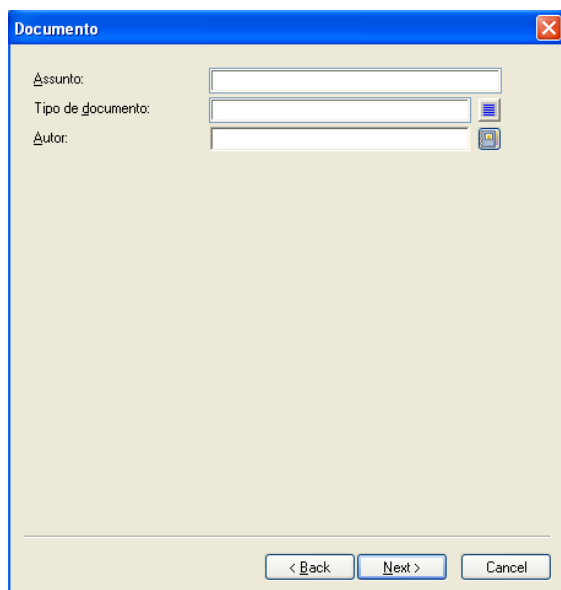 Documento
Assunto:
Tipo de documento:
Autor:
< Back Next > Cancel